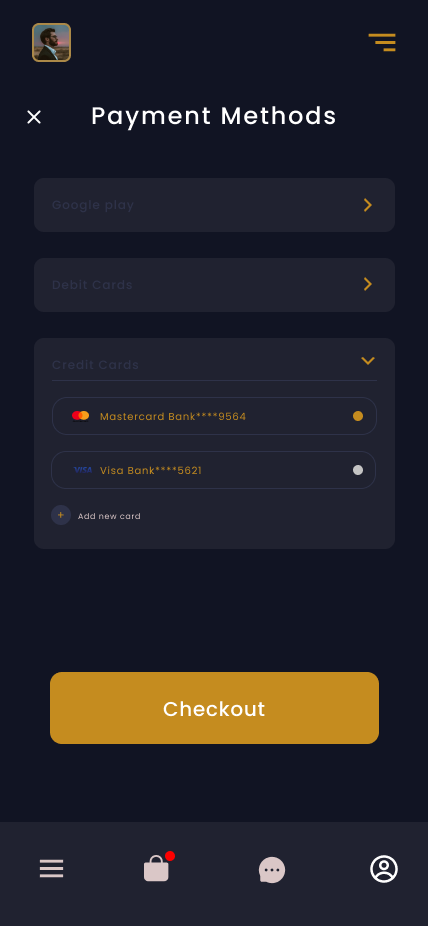 Payment Methods
Google play
Debit Cards
Credit Cards
Mastercard Bank****9564
VISA Visa Bank****5621
+ Add new card
Checkout